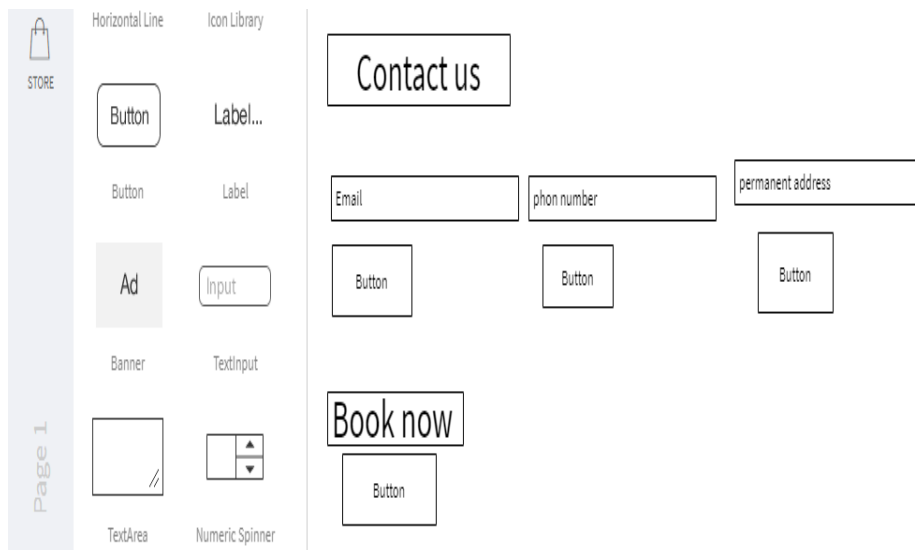 STORE
Page 1
Horizontal Line
Icon Library
Button
Label...
Button
Label
Ad
Input
Banner
TextInput
TextArea
Numeric Spinner
Contact us
Email
phon number
permanent address
Button
Button
Button
Book now
Button